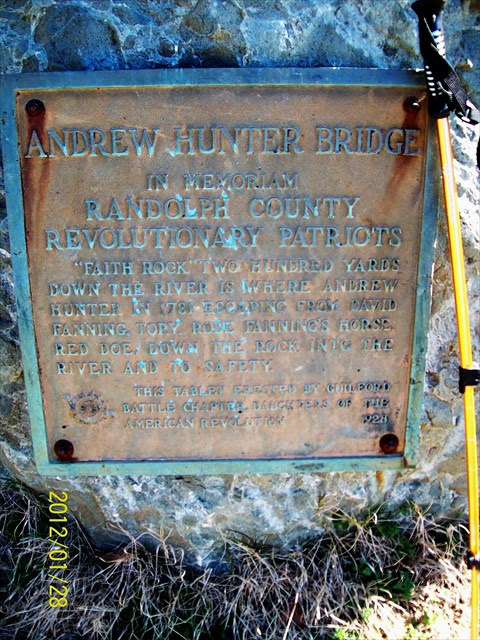 ANDREW HUNTER BRIDGE
IN MEMORIAM
RANDOLPH COUNTY
REVOLUTIONARY PATRIOTS
"FAITH ROCK," TWO HUNDRED YARDS
DOWN THE RIVER IS WHERE ANDREW
HUNTER IN 1781 ESCAPING FROM DAVID
FANNING, TORY, RODE FANNING'S HORSE,
RED DOE, DOWN THE ROCK INTO THE
RIVER AND TO SAFETY.
THIS TABLET ERECTED BY GUILFORD
BATTLE CHAPTER DAUGHTERS OF THE
AMERICAN REVOLUTION 1928
2012/01/28